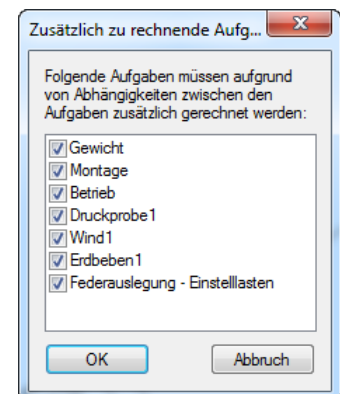 Zusätzlich zu rechnende Aufg...
Folgende Aufgaben müssen aufgrund
von Abhängigkeiten zwischen den
Aufgaben zusätzlich gerechnet werden:
Gewicht
Montage
Betrieb
Druckprobe1
Wind1
Erdbeben1
Federauslegung - Einstelllasten
OK Abbruch